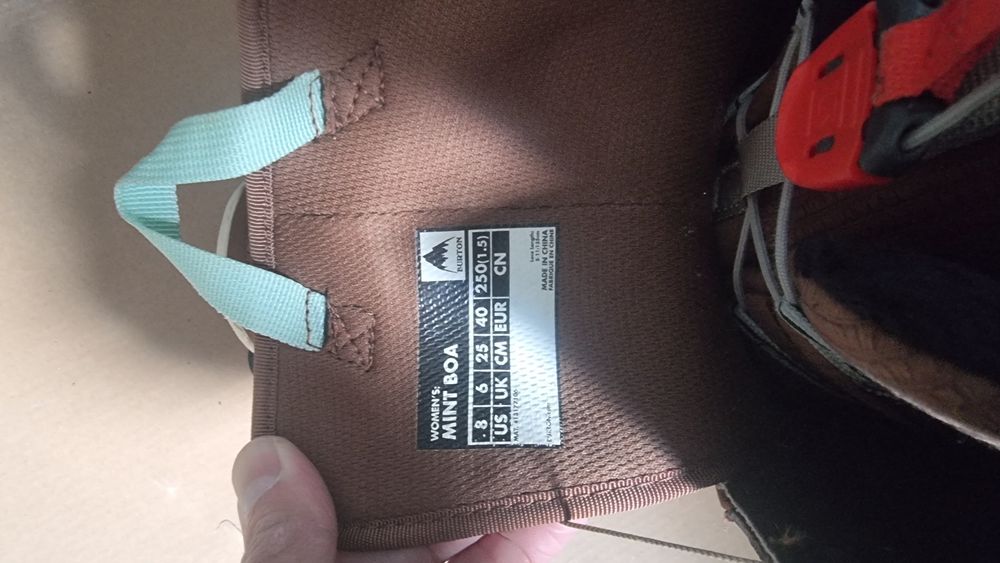 BURTON
WOMEN'S:
MINT BOA
8 6 25 40 250(1.5)
US UK CM EUR CN
MADE IN CHINA
FABRIQUE EN CHINE